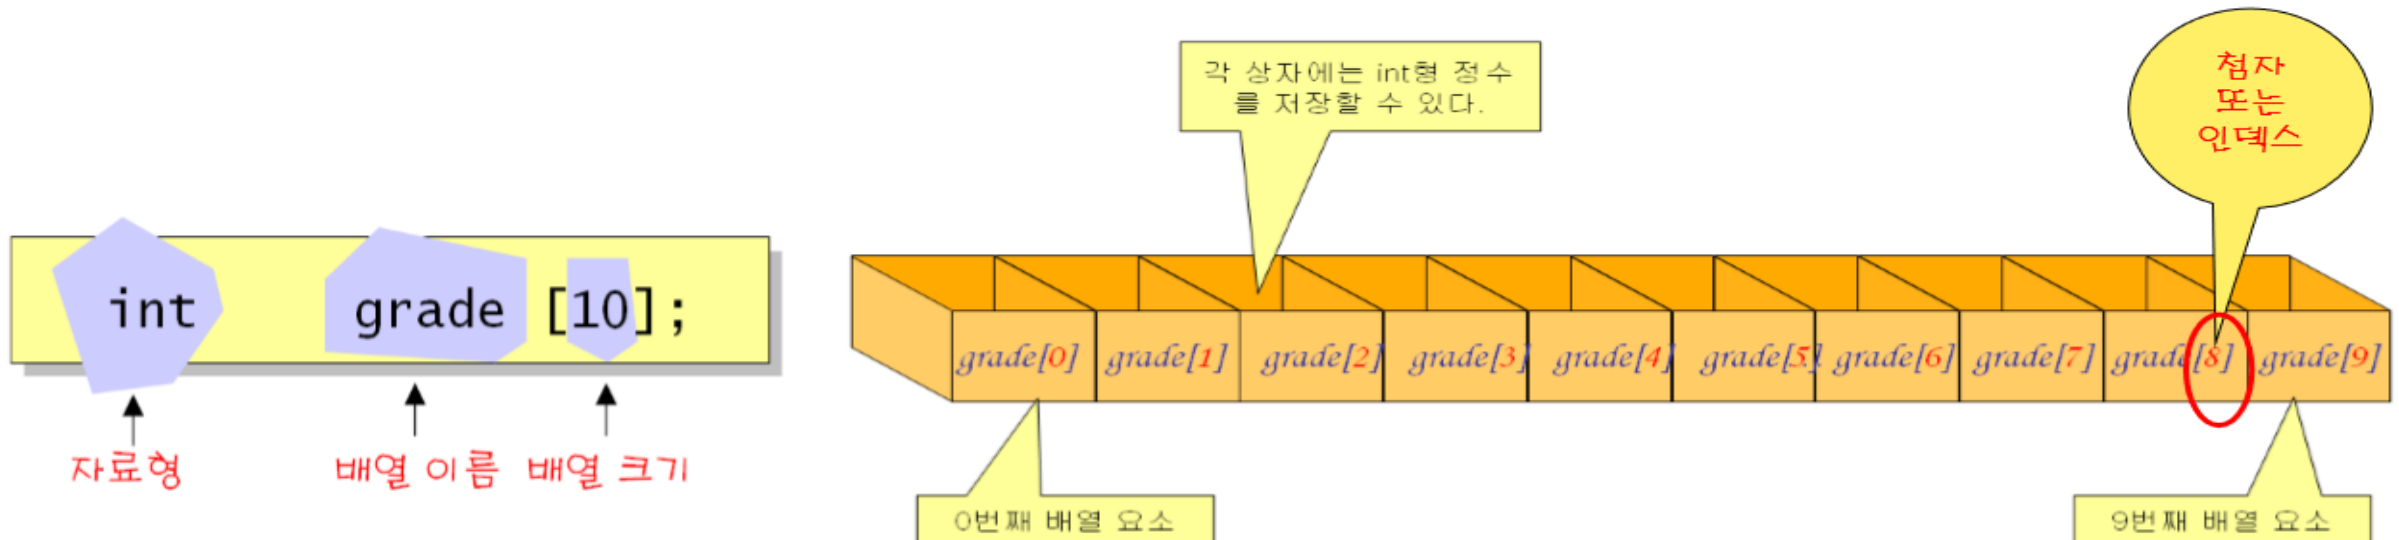 int grade [10];
자료형 배열 이름 배열 크기
각 상자에는 int형 정수
를 저장할 수 있다.
첨자
또는
인덱스
grade[0] grade[1] grade[2] grade[3] grade[4] grade[5] grade[6] grade[7] grade[8] grade[9]
0번째 배열 요소
9번째 배열 요소